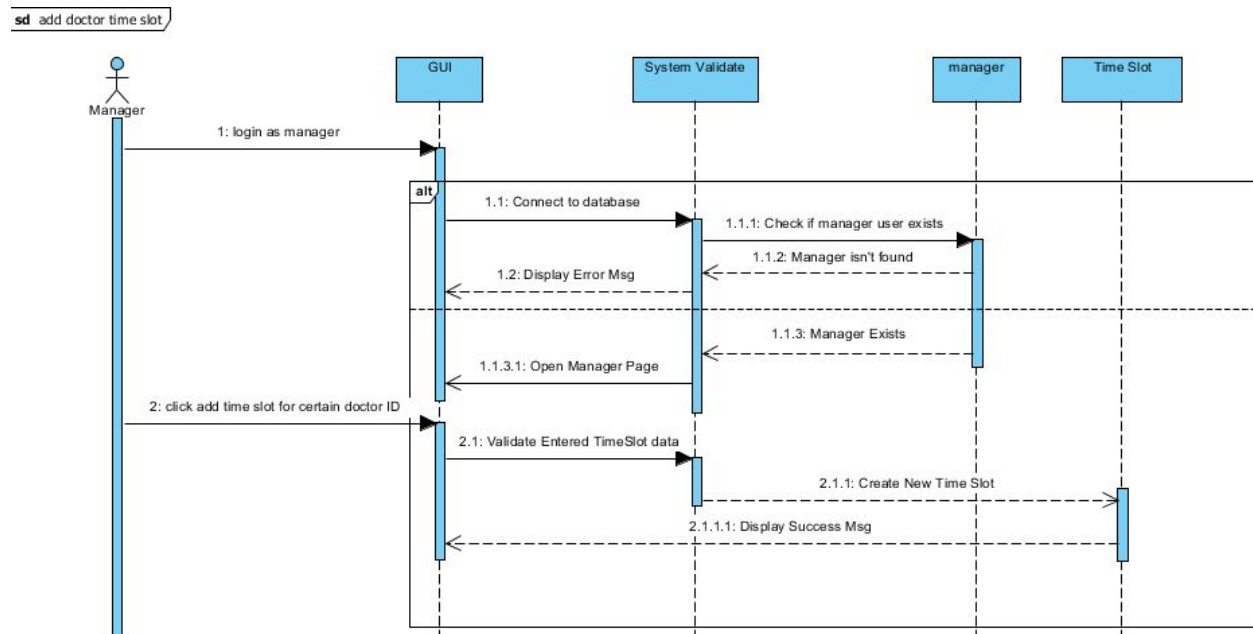 sd add doctor time slot
GUI
System Validate
manager
Time Slot
Manager
1: login as manager
alt
1.1: Connect to database
1.1.1: Check if manager user exists
1.1.2: Manager isn't found
1.2: Display Error Msg
1.1.3: Manager Exists
1.1.3.1: Open Manager Page
2: click add time slot for certain doctor ID
2.1: Validate Entered TimeSlot data
2.1.1: Create New Time Slot
2.1.1.1: Display Success Msg